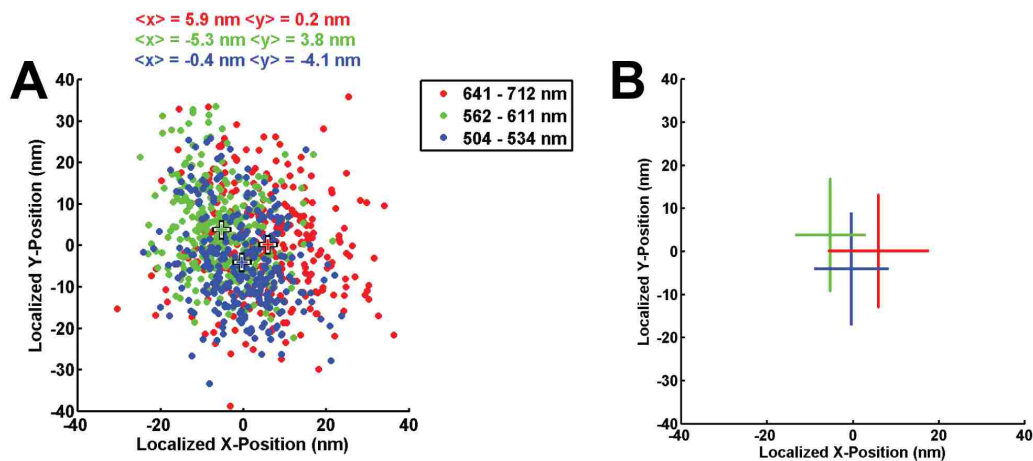 <x> = 5.9 nm <y> = 0.2 nm
<x> = -5.3 nm <y> = 3.8 nm
<x> = -0.4 nm <y> = -4.1 nm
A
40
30
20
10
0
-10
-20
-30
-40
-40
-20
0
20
40
Localized Y-Position (nm)
Localized X-Position (nm)
641 - 712 nm
562 - 611 nm
504 - 534 nm
B
40
30
20
10
0
-10
-20
-30
-40
-40
-20
0
20
40
Localized Y-Position (nm)
Localized X-Position (nm)